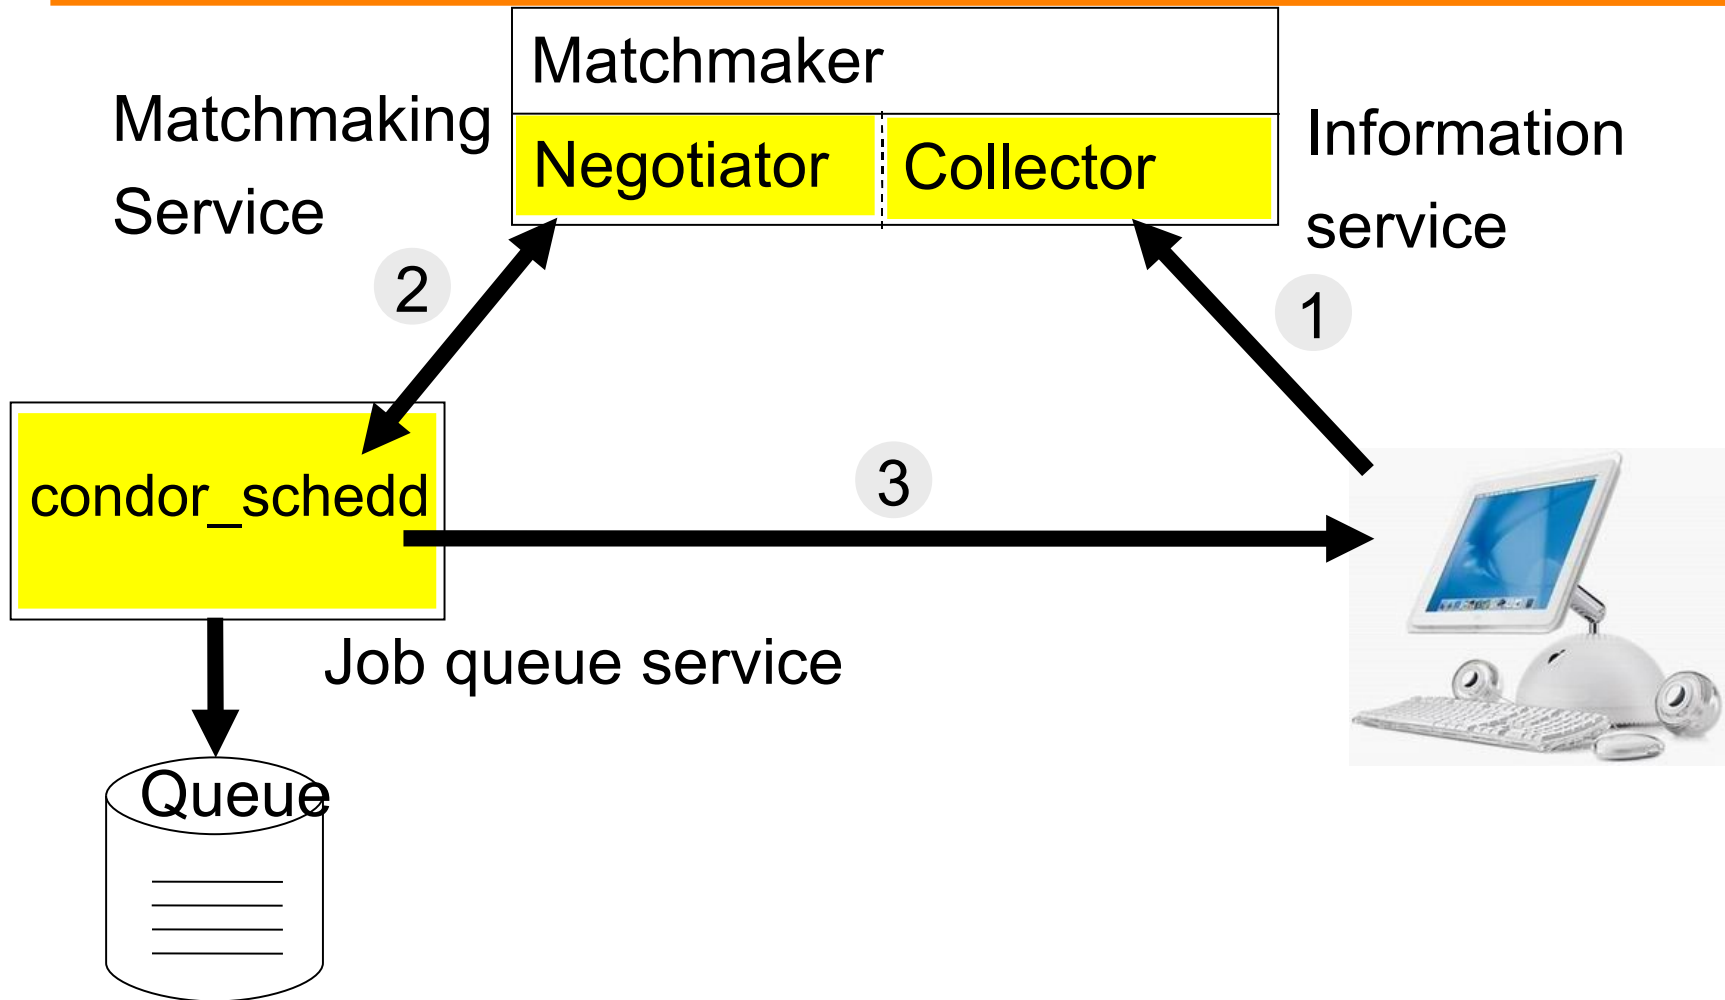 Matchmaker
Matchmaking
Service
Negotiator
Collector
Information
service
2
1
condor_schedd
3
Job queue service
Queue